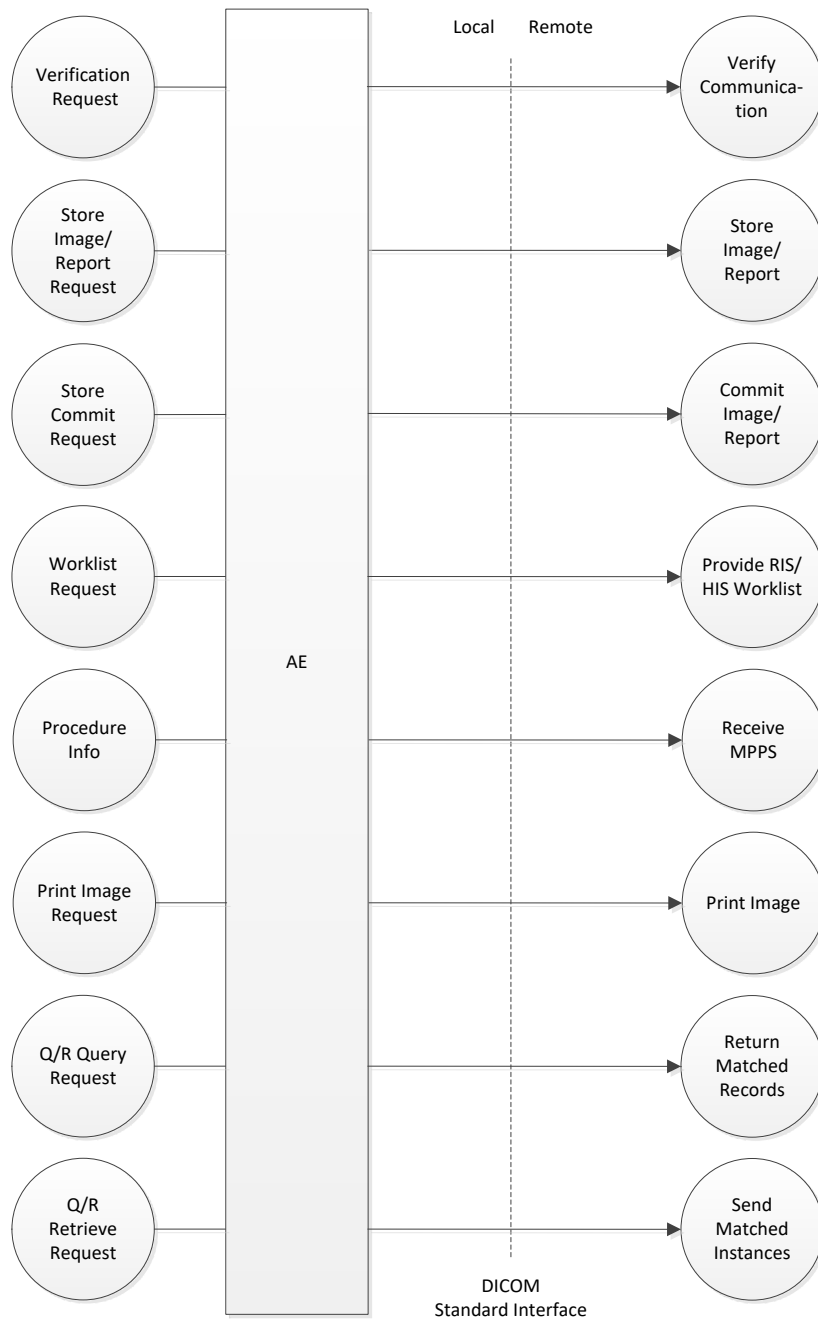 Local Remote
Verification
Request
Verify
Communica-
tion
Store
Image/
Report
Request
Store
Image/
Report
Store
Commit
Request
Commit
Image/
Report
Worklist
Request
Provide RIS/
HIS Worklist
AE
Procedure
Info
Receive
MPPS
Print Image
Request
Print Image
Q/R Query
Request
Return
Matched
Records
Q/R
Retrieve
Request
Send
Matched
Instances
DICOM
Standard Interface